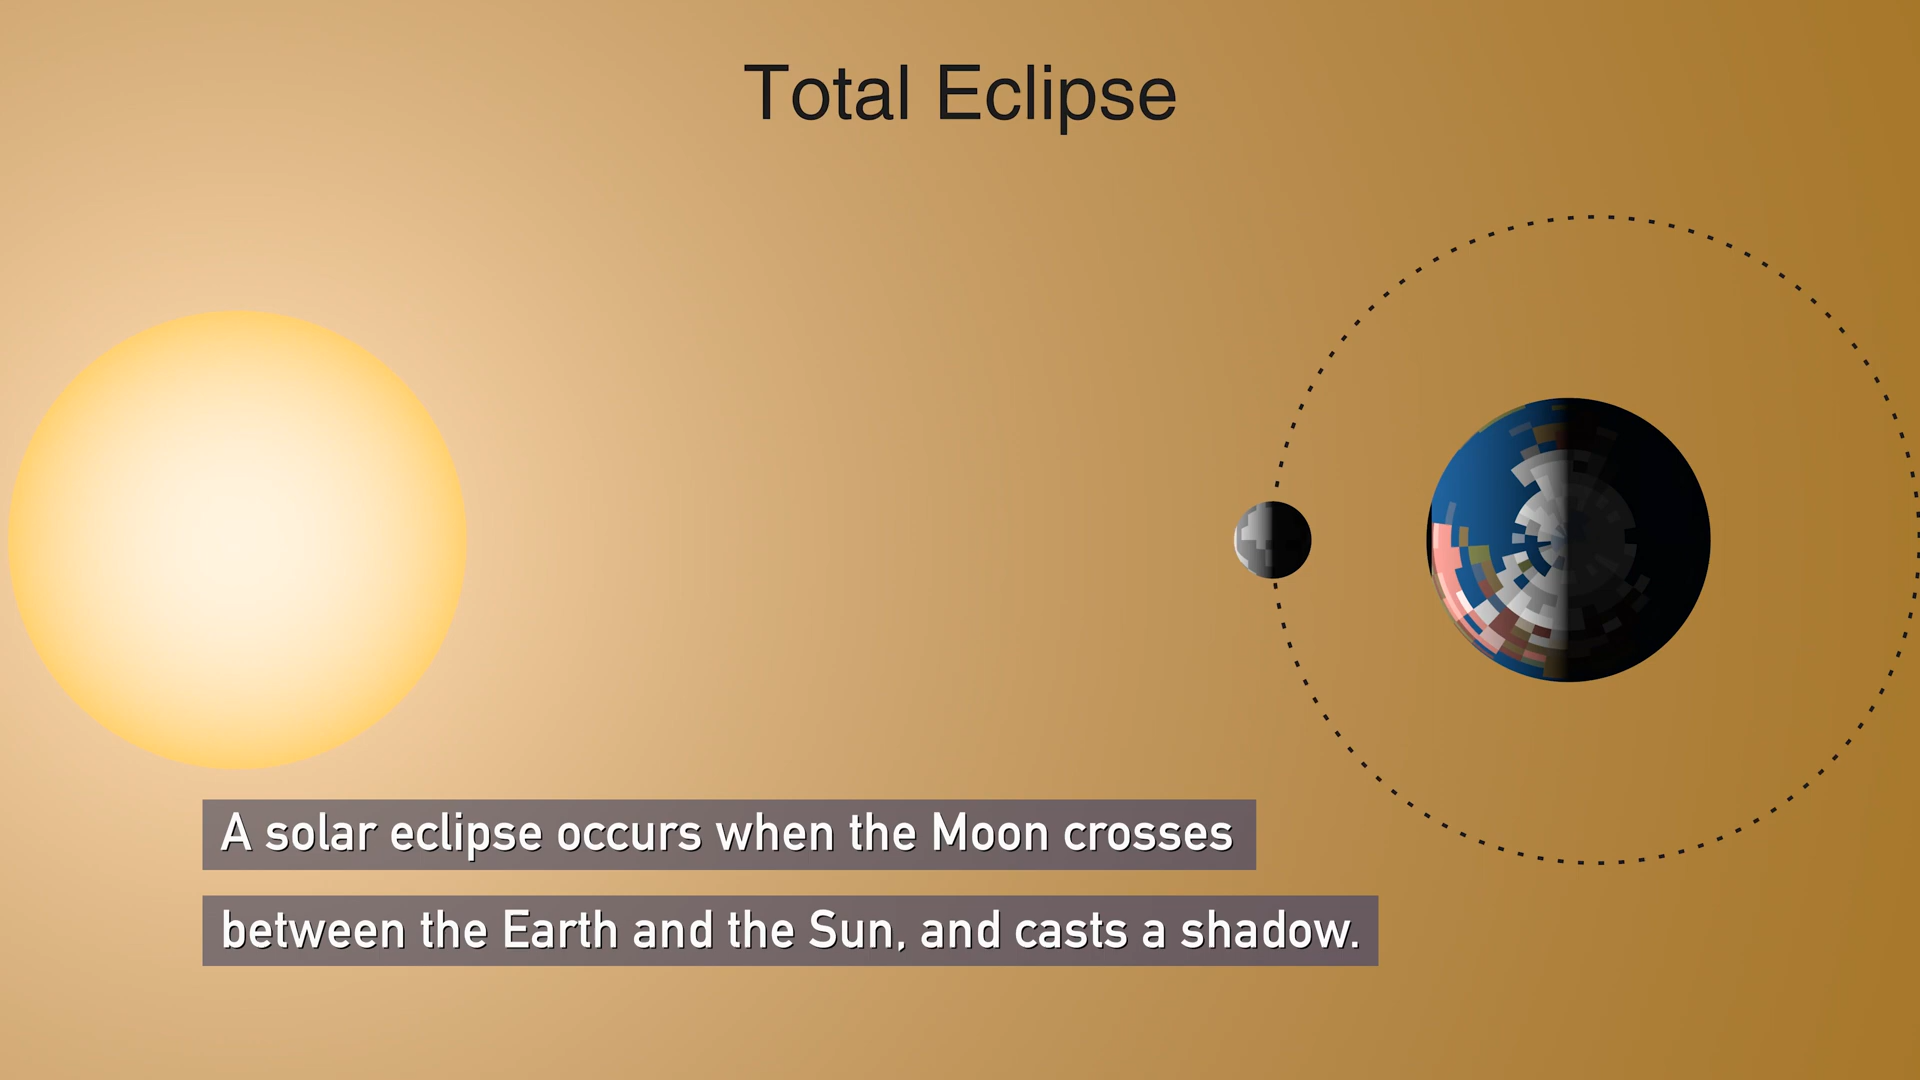 Total Eclipse
A solar eclipse occurs when the Moon crosses
between the Earth and the Sun, and casts a shadow.